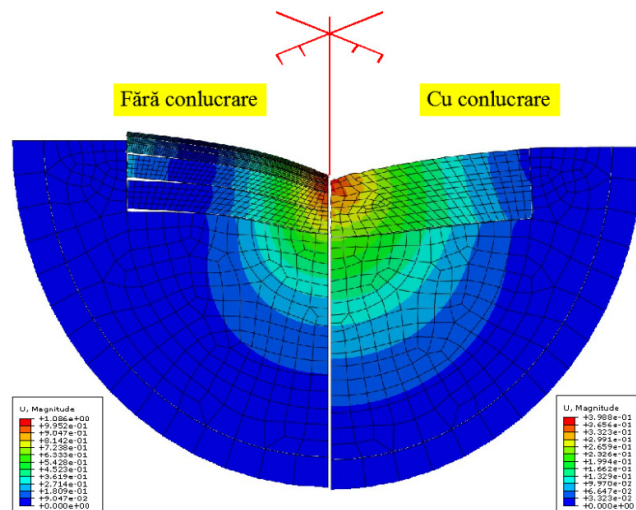 Fără conlucrare
Cu conlucrare
U, Magnitude
+1.086e+00
+9.952e-01
+9.047e-01
+8.142e-01
+7.238e-01
+6.333e-01
+5.428e-01
+4.523e-01
+3.619e-01
+2.714e-01
+1.809e-01
+9.047e-02
+0.000e+00
U, Magnitude
+3.988e-01
+3.656e-01
+3.323e-01
+2.991e-01
+2.659e-01
+2.326e-01
+1.994e-01
+1.662e-01
+1.329e-01
+9.970e-02
+6.647e-02
+3.323e-02
+0.000e+00